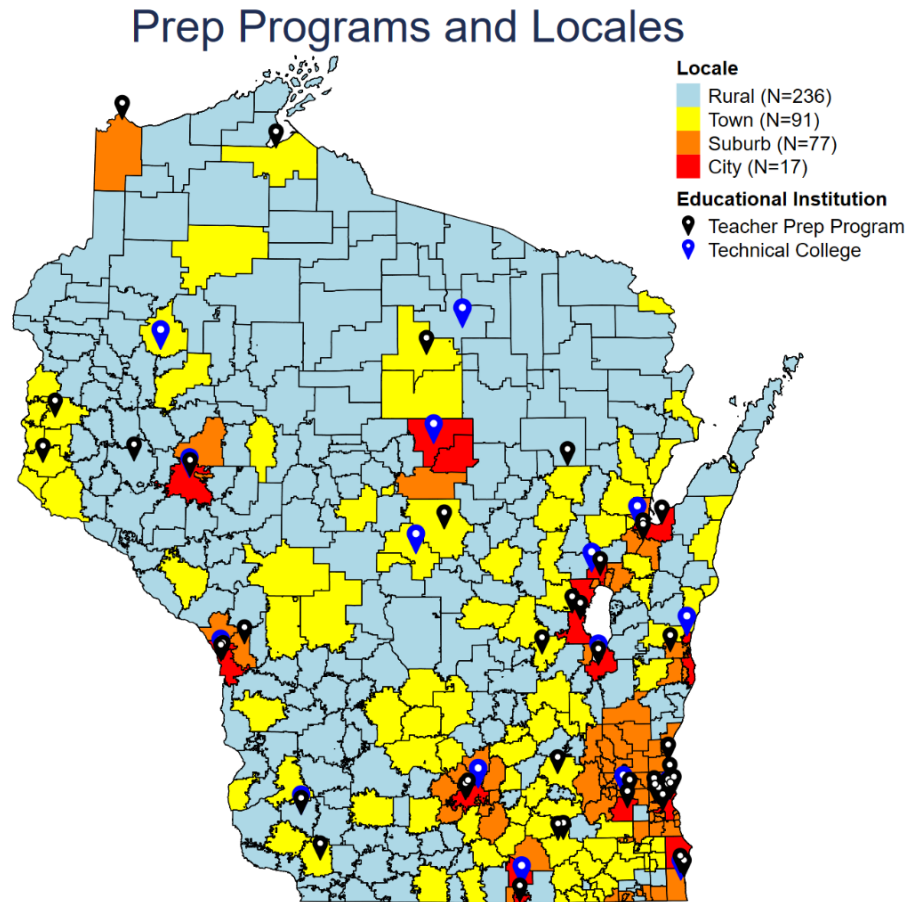 Prep Programs and Locales
Locale
Rural (N=236)
Town (N=91)
Suburb (N=77)
City (N=17)
Educational Institution
Teacher Prep Program
Technical College